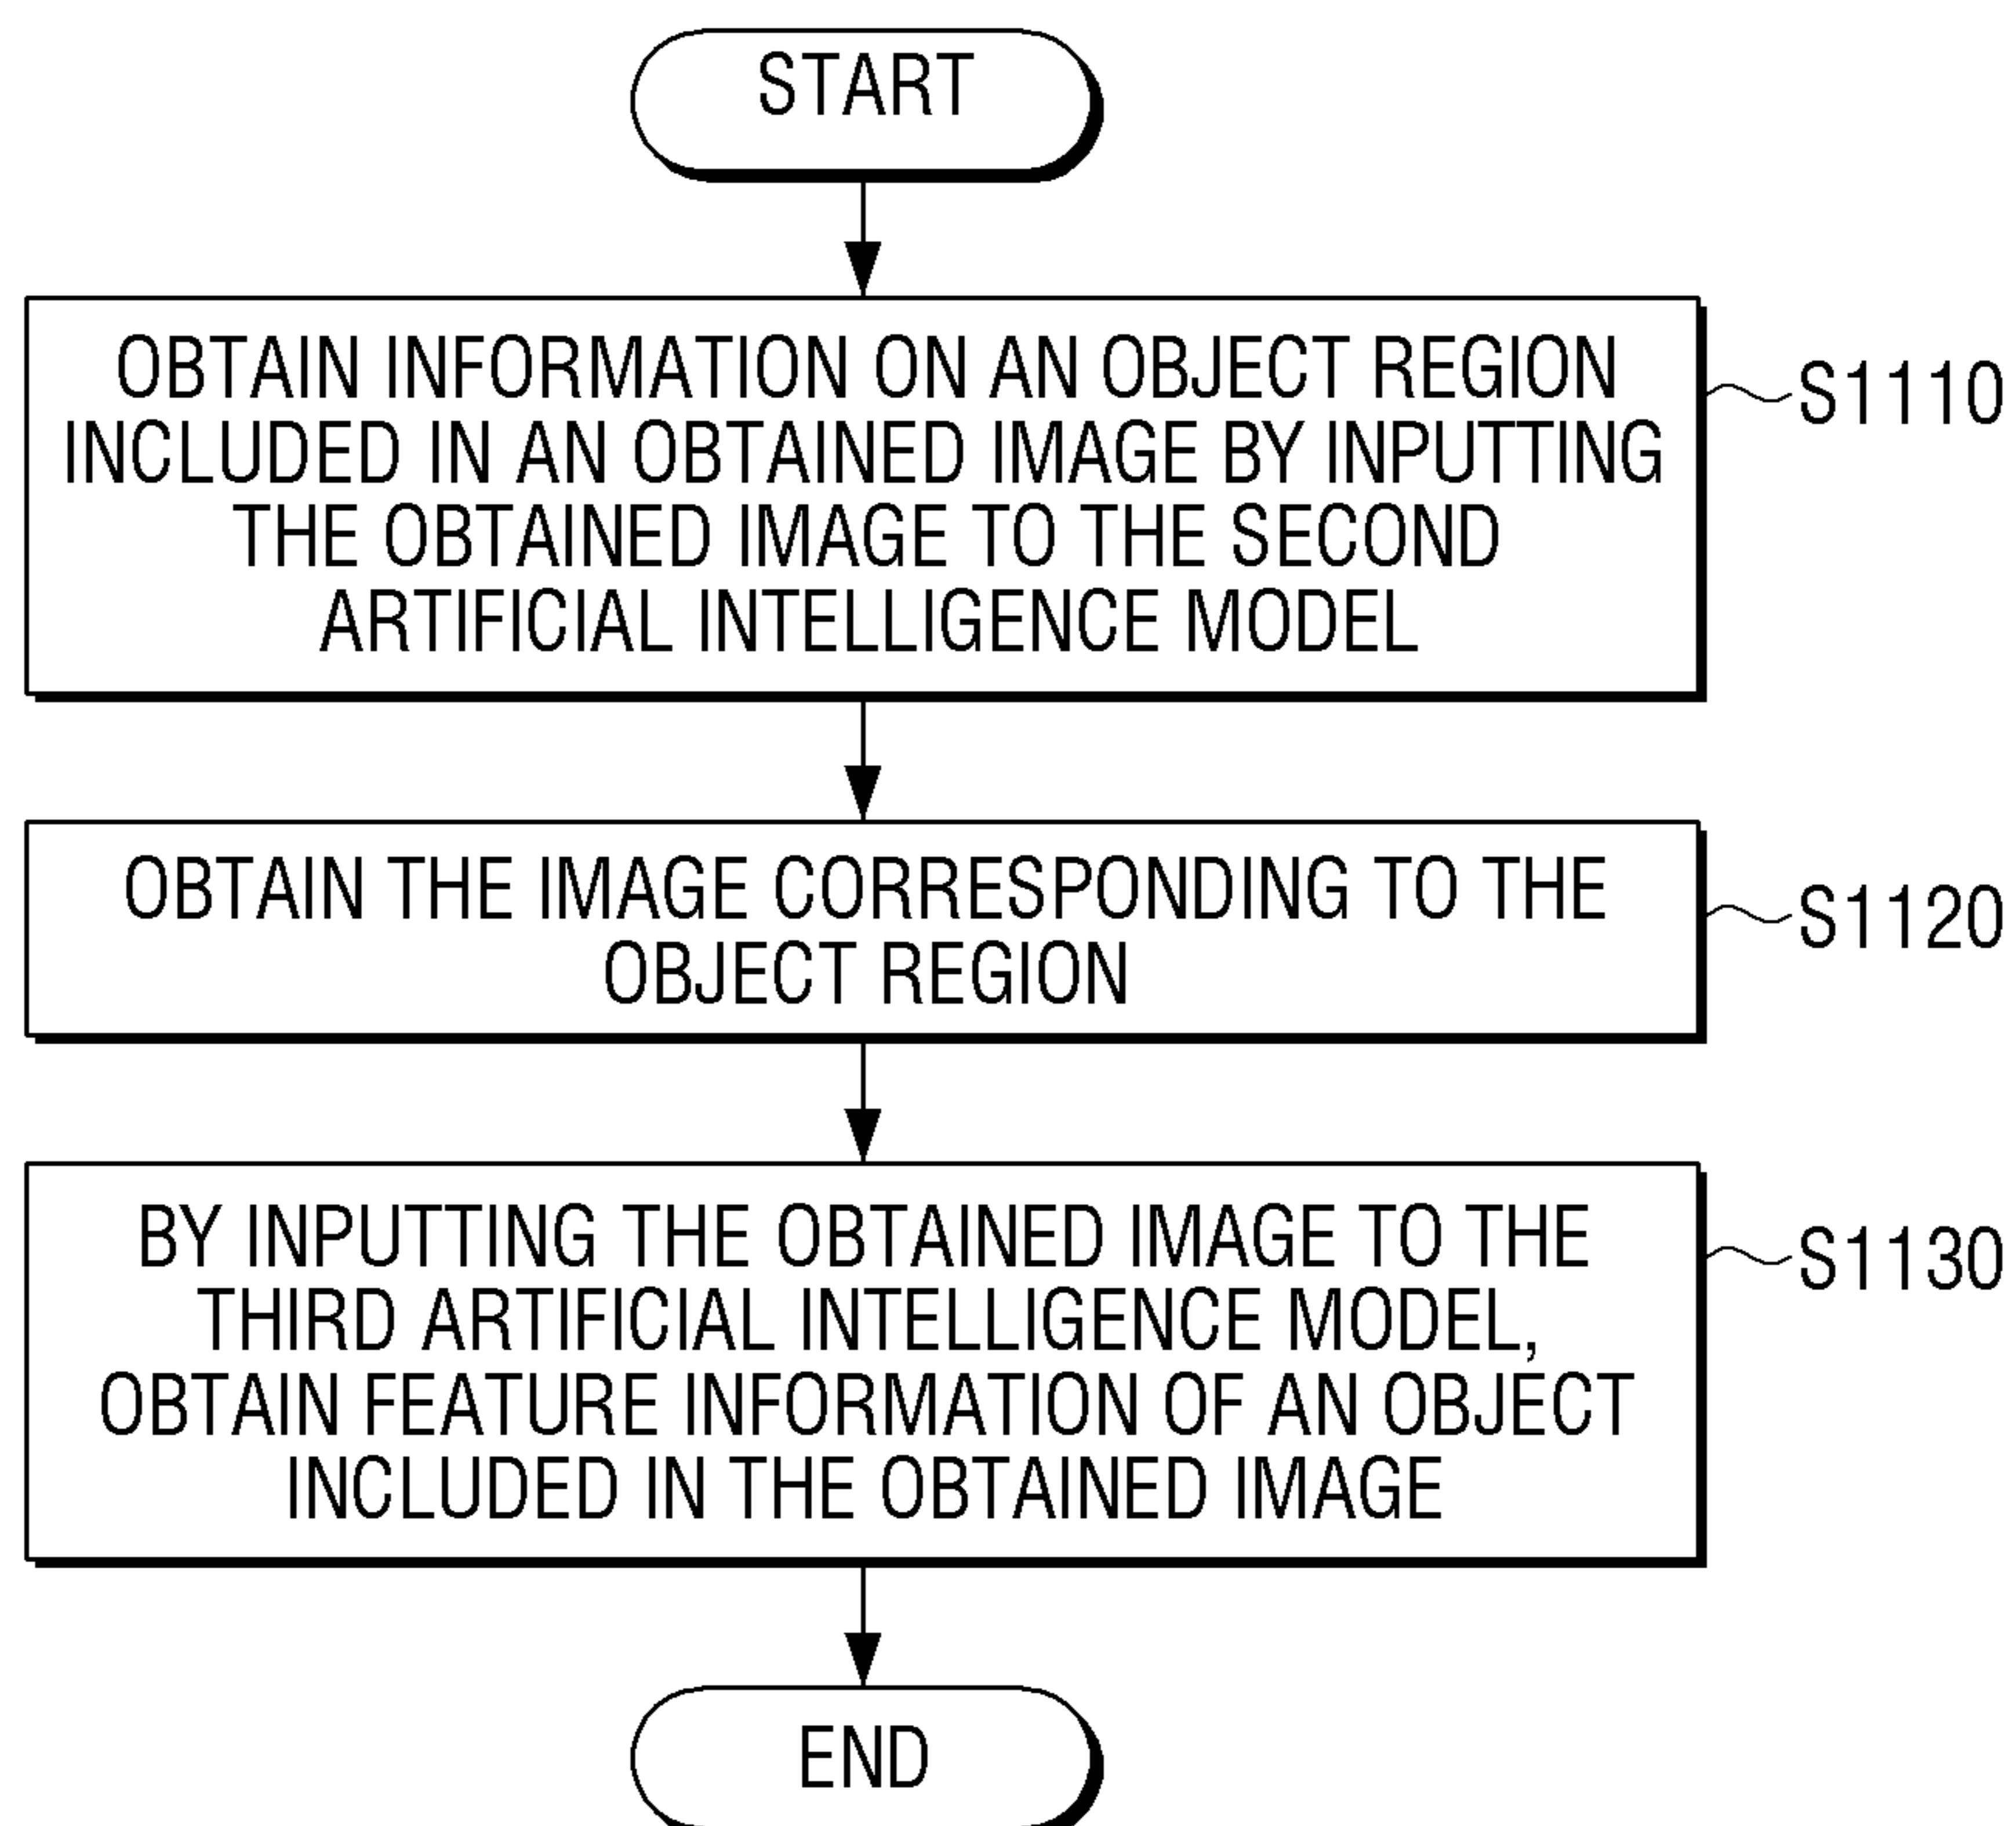 START
OBTAIN INFORMATION ON AN OBJECT REGION
INCLUDED IN AN OBTAINED IMAGE BY INPUTTING
THE OBTAINED IMAGE TO THE SECOND
ARTIFICIAL INTELLIGENCE MODEL
S1110
OBTAIN THE IMAGE CORRESPONDING TO THE
OBJECT REGION
S1120
BY INPUTTING THE OBTAINED IMAGE TO THE
THIRD ARTIFICIAL INTELLIGENCE MODEL,
OBTAIN FEATURE INFORMATION OF AN OBJECT
INCLUDED IN THE OBTAINED IMAGE
S1130
END